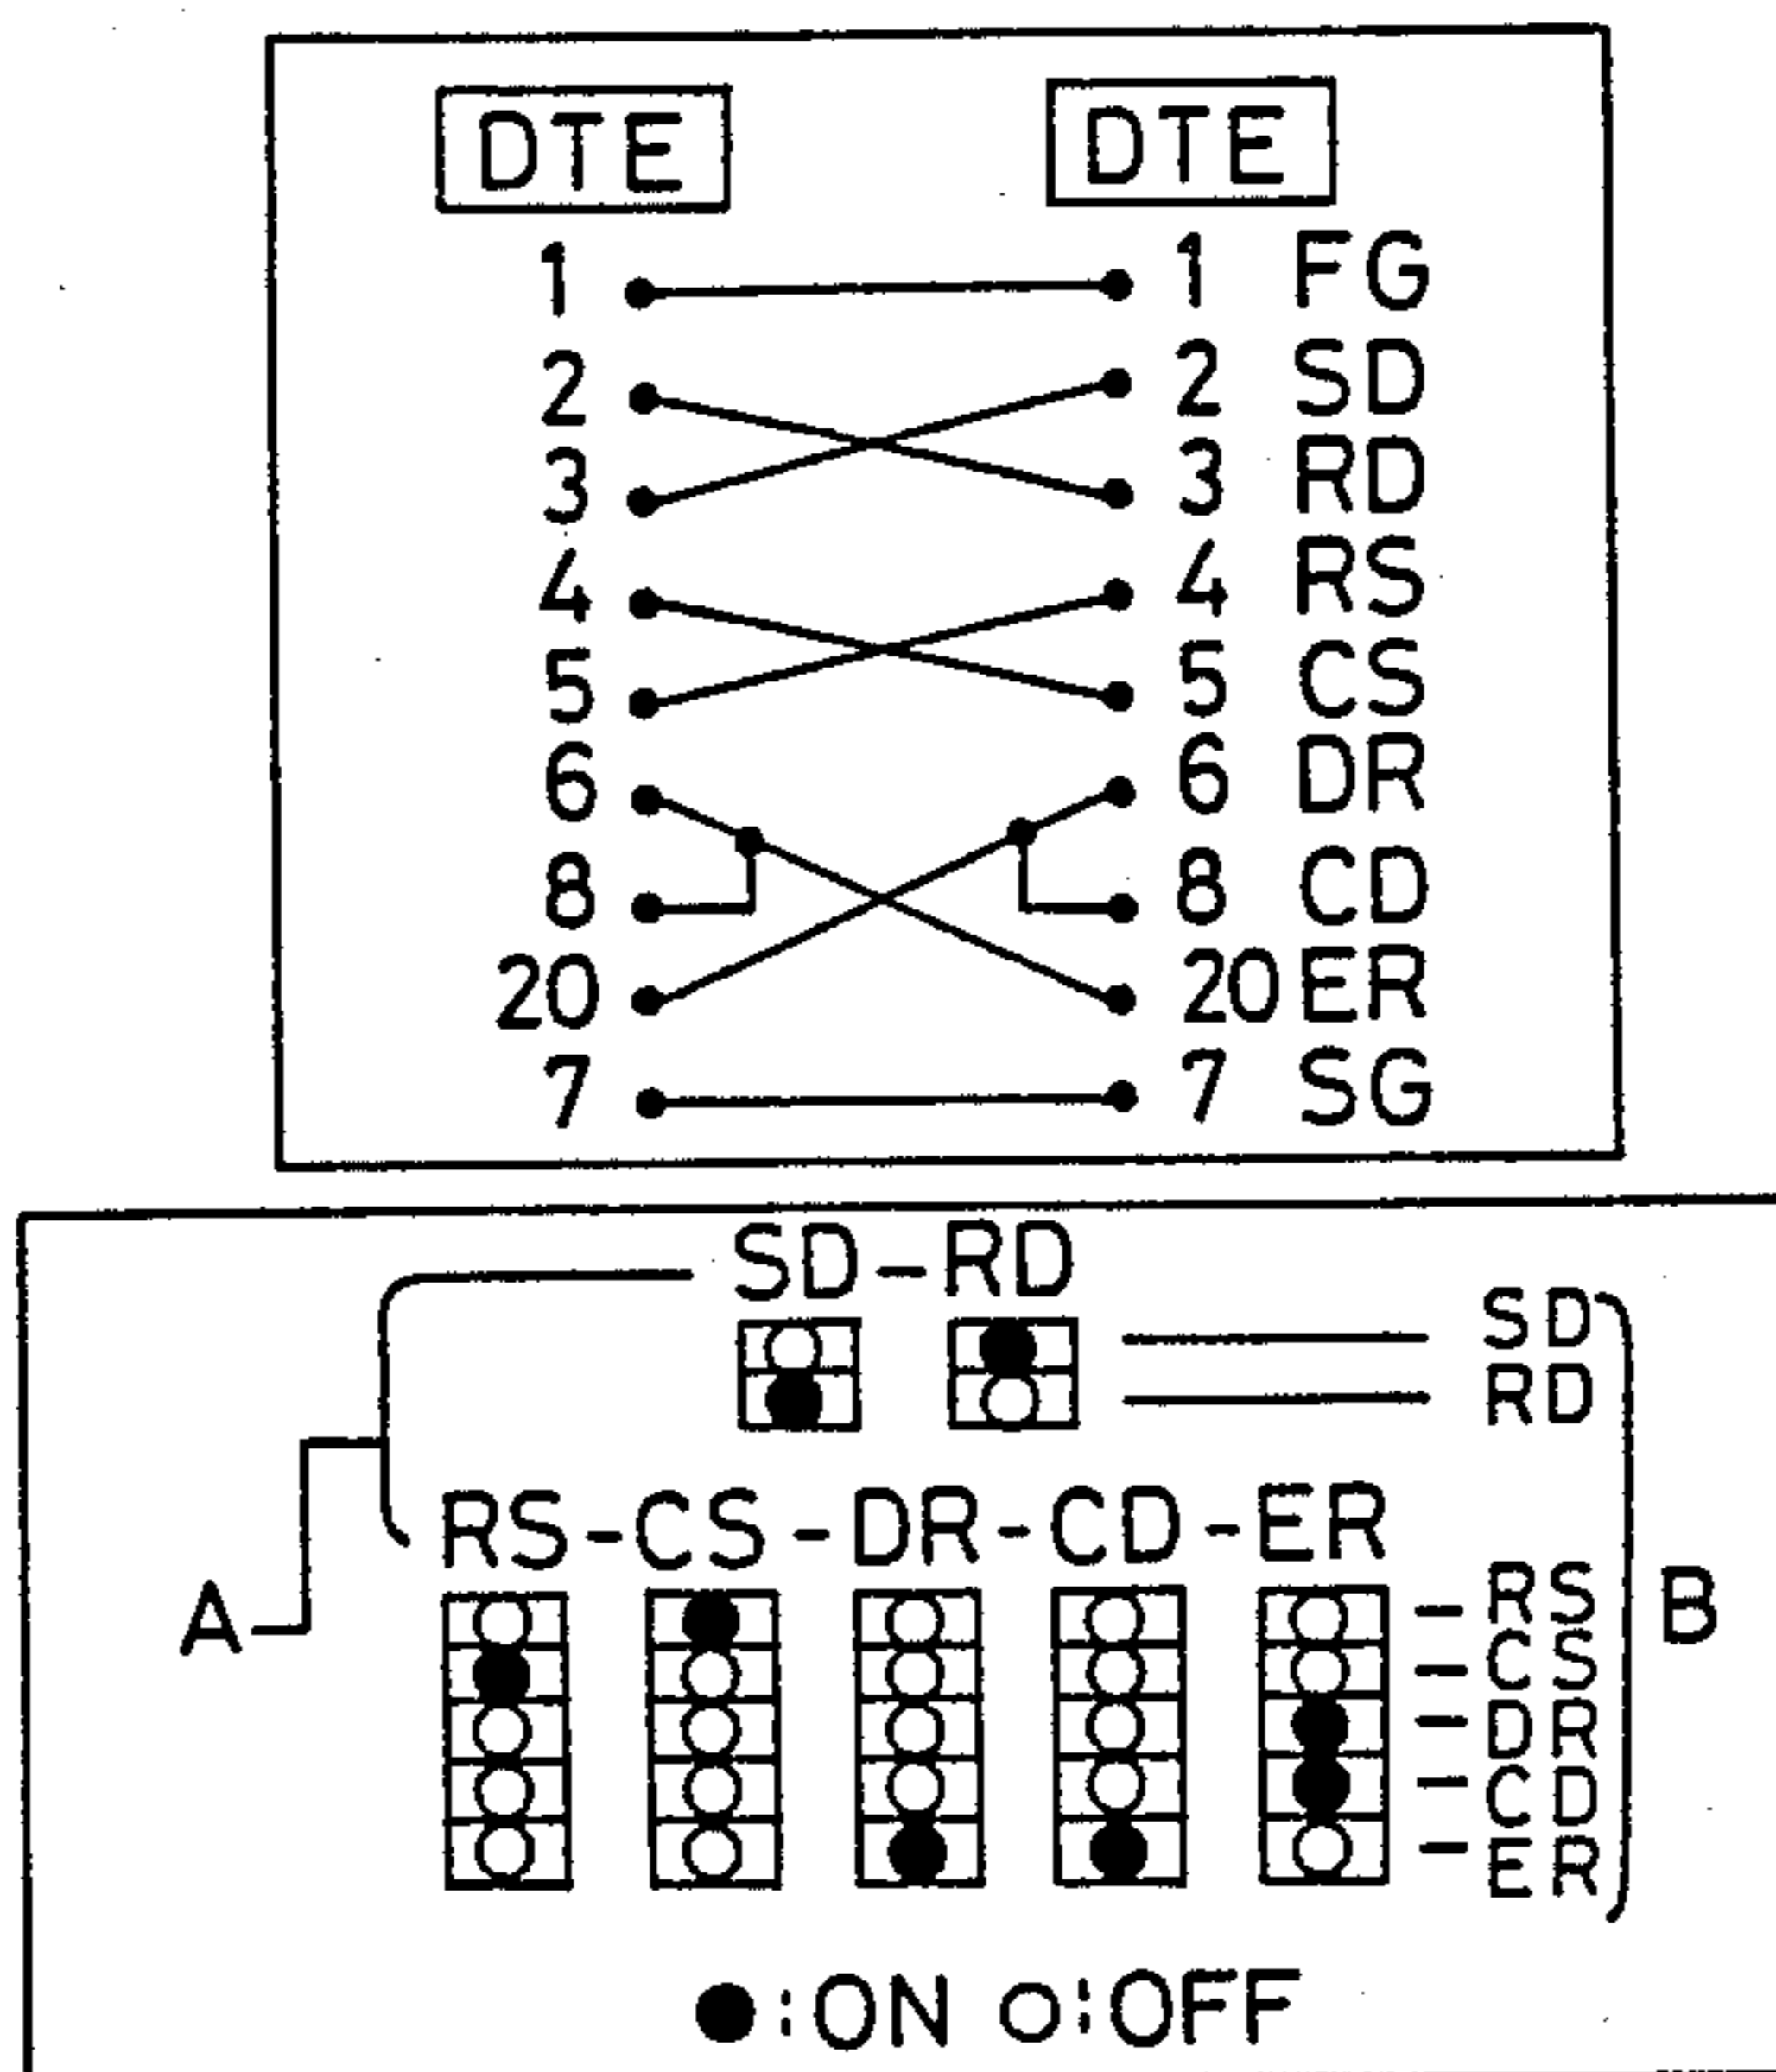 DTE DTE
1 1 FG
2 2 SD
3 3 RD
4 4 RS
5 5 CS
6 6 DR
8 8 CD
20 20 ER
7 7 SG
SD-RD
SD
RD
RS-CS-DR-CD-ER
A
RS
CS
DR
CD
ER
B
:ON :OFF